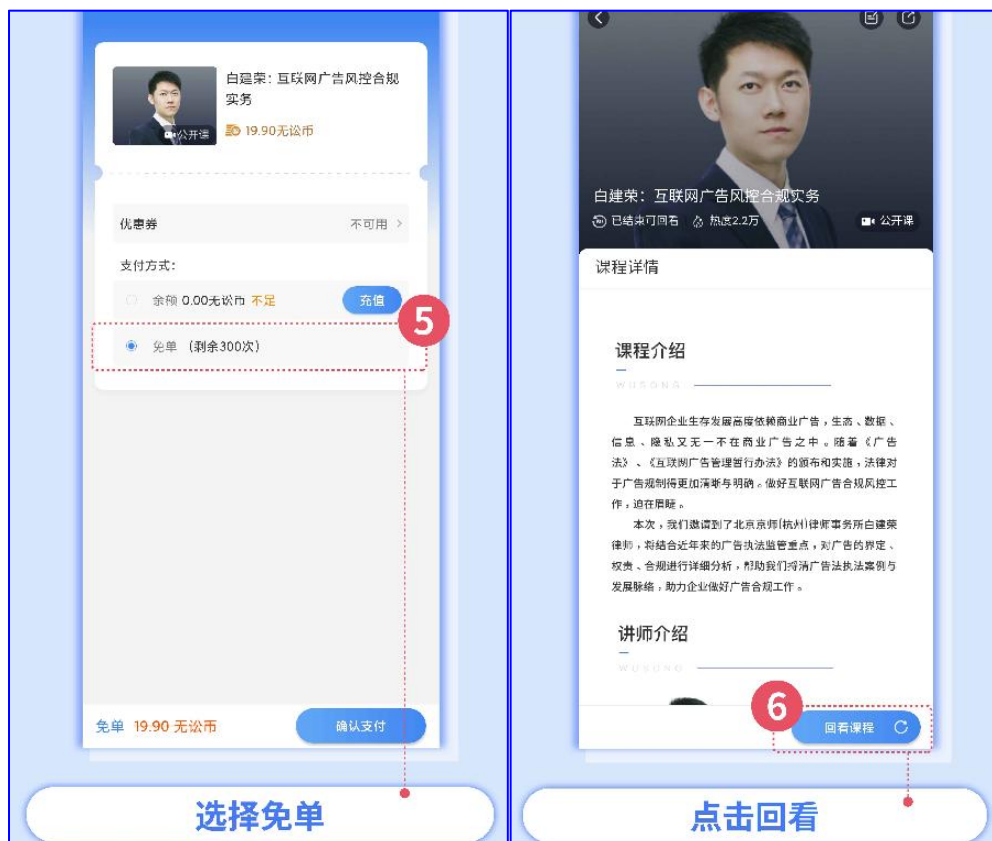 白建荣：互联网广告风控合规
实务
公开课
19.90无讼币
优惠券
不可用 >
支付方式：
余额 0.00无讼币 不足
充值
5
免单 （剩余300次）
免单 19.90 无讼币
确认支付
选择免单
白建荣：互联网广告风控合规实务
已结束可回看
热度2.2万
公开课
课程详情
课程介绍
WUSONG
互联网企业生存发展高度依赖商业广告，生态、数据、
信息、隐私又无一不在商业广告之中。随着《广告
法》、《互联网广告管理暂行办法》的颁布和实施，法律对
于广告规制得更加清晰与明确。做好互联网广告合规风控工
作，迫在眉睫。
本次，我们邀请到了北京京师(杭州)律师事务所白建荣
律师，将结合近年来的广告执法监管重点，对广告的界定、
权责、合规进行详细分析，帮助我们捋清广告法执法案例与
发展脉络，助力企业做好广告合规工作。
讲师介绍
WUSONG
6
回看课程
点击回看